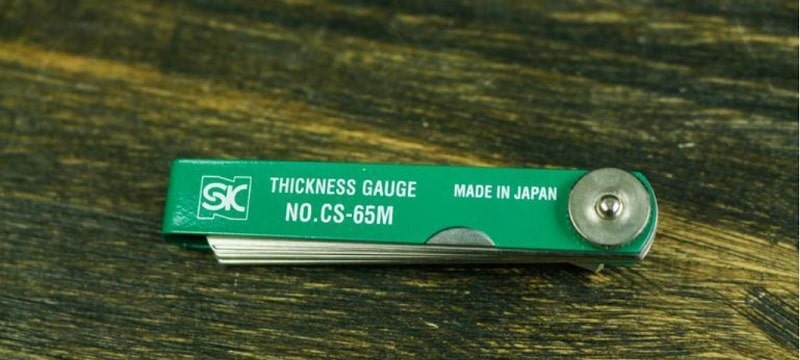 SK
THICKNESS GAUGE
NO.CS-65M
MADE IN JAPAN